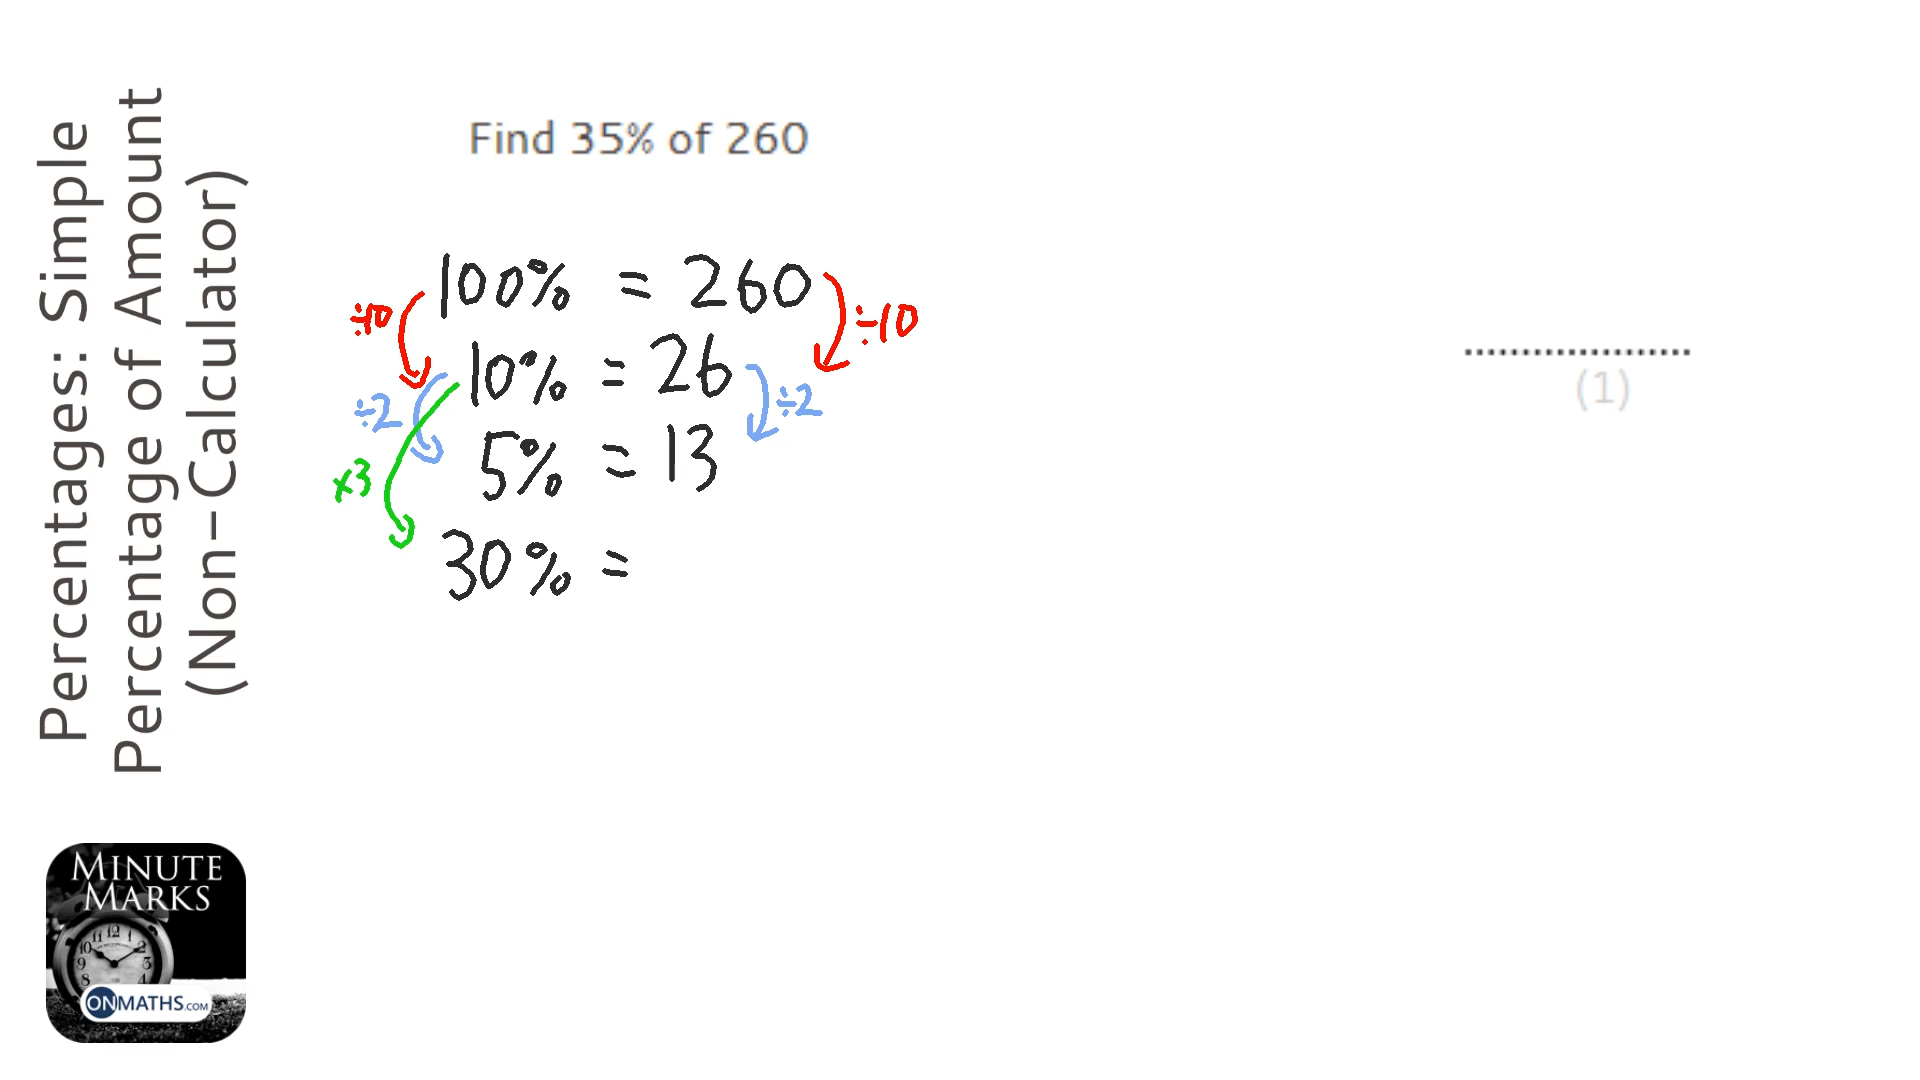 Percentages: Simple
Percentage of Amount
(Non-Calculator)
Find 35% of 260
100% = 260
÷10
÷10
10% = 26
÷2
÷2
5% = 13
×3
30% =
....................
(1)
MINUTE
MARKS
ONMATHS.COM